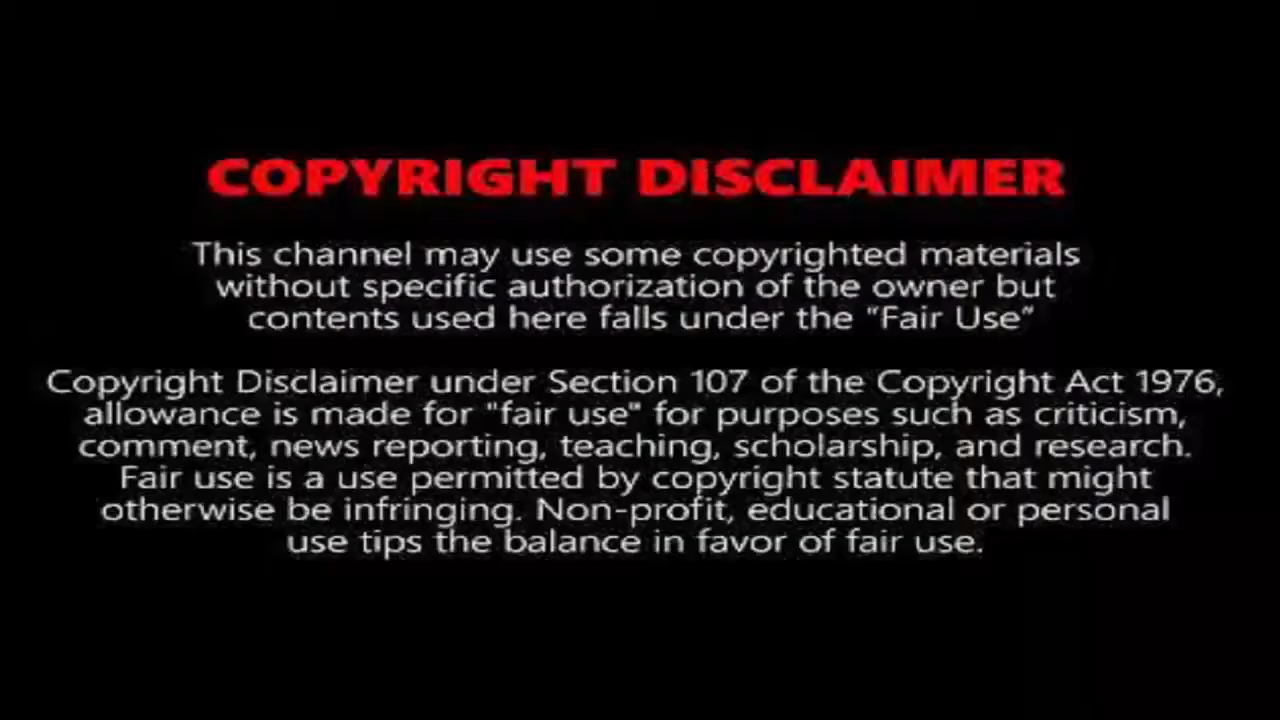 COPYRIGHT DISCLAIMER
This channel may use some copyrighted materials
without specific authorization of the owner but
contents used here falls under the “Fair Use”
Copyright Disclaimer under Section 107 of the Copyright Act 1976,
allowance is made for "fair use" for purposes such as criticism,
comment, news reporting, teaching, scholarship, and research.
Fair use is a use permitted by copyright statute that might
otherwise be infringing. Non-profit, educational or personal
use tips the balance in favor of fair use.